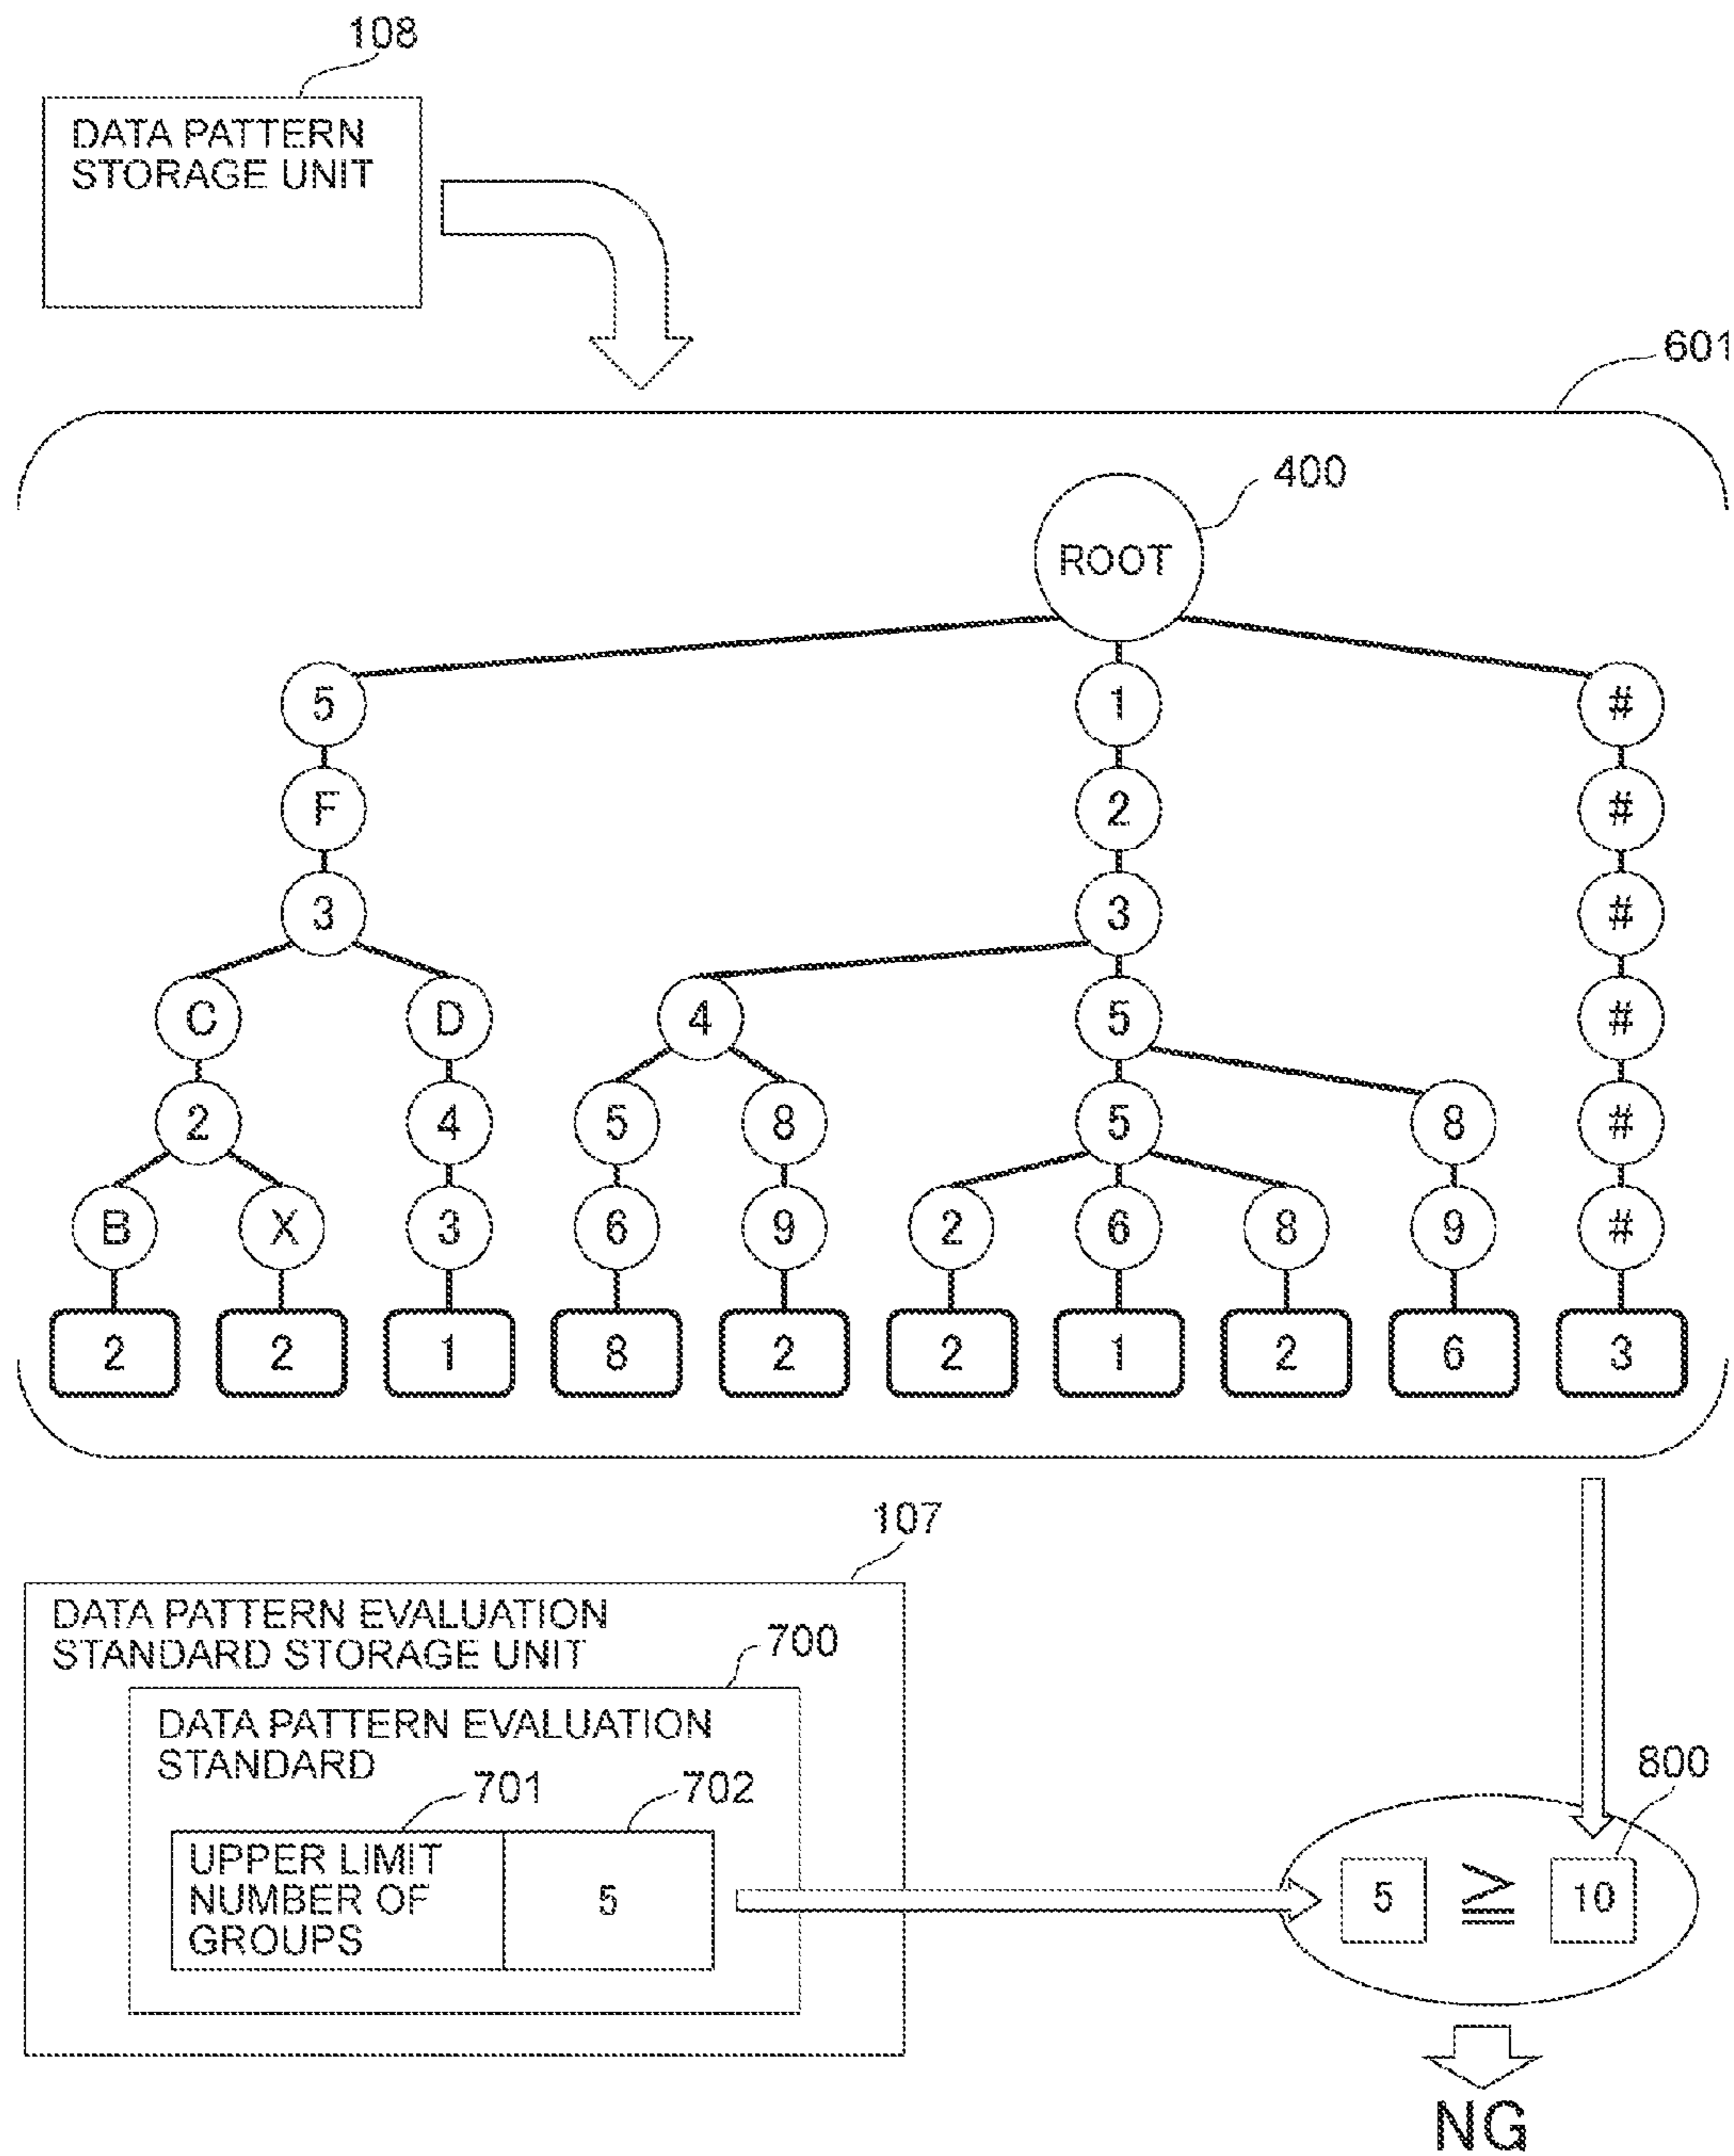 108
DATA PATTERN
STORAGE UNIT
601
400
ROOT
5 1 #
F 2 #
3 3 #
C D 4 5 #
2 4 5 8 5 8 #
B X 3 6 9 2 6 8 9 #
2 2 1 8 2 2 1 2 6 3
107
DATA PATTERN EVALUATION
STANDARD STORAGE UNIT
700
DATA PATTERN EVALUATION
STANDARD
701 702
800
UPPER LIMIT
NUMBER OF
GROUPS
5
5 ≧ 10
NG